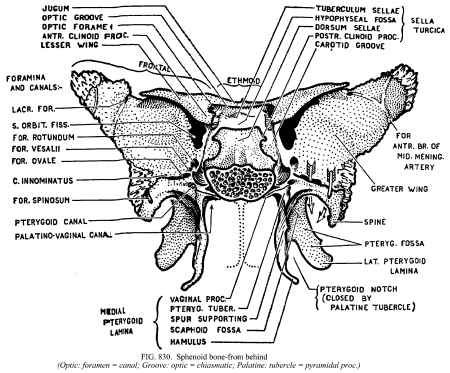 JUGUM
OPTIC GROOVE
OPTIC FORAMEN
ANTR. CLINOID PROC.
LESSER WING
TUBERCULUM SELLAE
HYPOPHYSEAL FOSSA
DORSUM SELLAE
POSTR. CLINOID PROC.
CAROTID GROOVE
SELLA
TURCICA
FRONTAL
ETHMOID
FORAMINA
AND CANALS:-
LACR. FOR.
S. ORBIT. FISS.
FOR. ROTUNDUM
FOR. VESALII
FOR. OVALE
C. INNOMINATUS
FOR. SPINOSUM
PTERYGOID CANAL
PALATINO-VAGINAL CANAL
FOR
ANTR. BR. OF
MID. MENING.
ARTERY
GREATER WING
SPINE
PTERYG. FOSSA
LAT. PTERYGOID
LAMINA
PTERYGOID NOTCH
(CLOSED BY
PALATINE TUBERCLE)
MEDIAL
PTERYGOID
LAMINA
VAGINAL PROC.
PTERYG. TUBER.
SPUR SUPPORTING
SCAPHOID FOSSA
HAMULUS
FIG. 830. Sphenoid bone-from behind
(Optic: foramen = canal; Groove: optic = chiasmatic; Palatine. tubercle = pyramidal proc.)